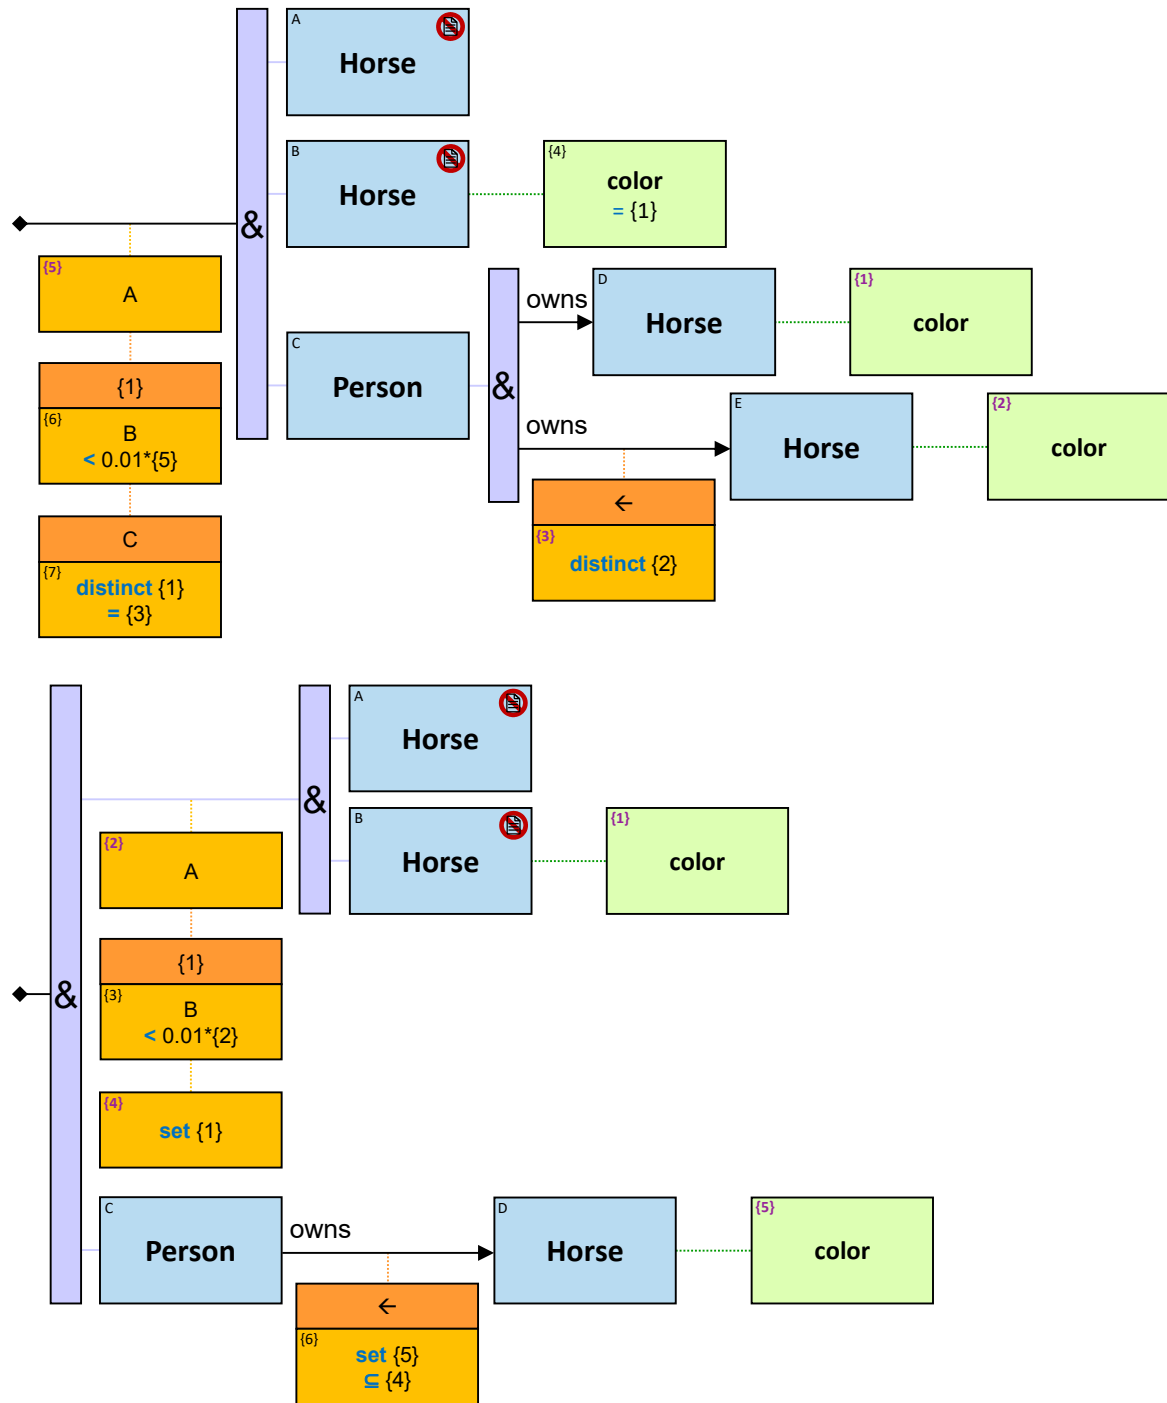 A
Horse
B
Horse
{4}
color
= {1}
&
{5}
A
{1}
{6}
B
< 0.01*{5}
C
{7}
distinct {1}
= {3}
C
Person
&
owns
D
Horse
{1}
color
owns
E
Horse
{2}
color
←
{3}
distinct {2}
&
&
A
Horse
B
Horse
{1}
color
{2}
A
{1}
{3}
B
< 0.01*{2}
{4}
set {1}
C
Person
owns
D
Horse
{5}
color
←
{6}
set {5}
⊆ {4}